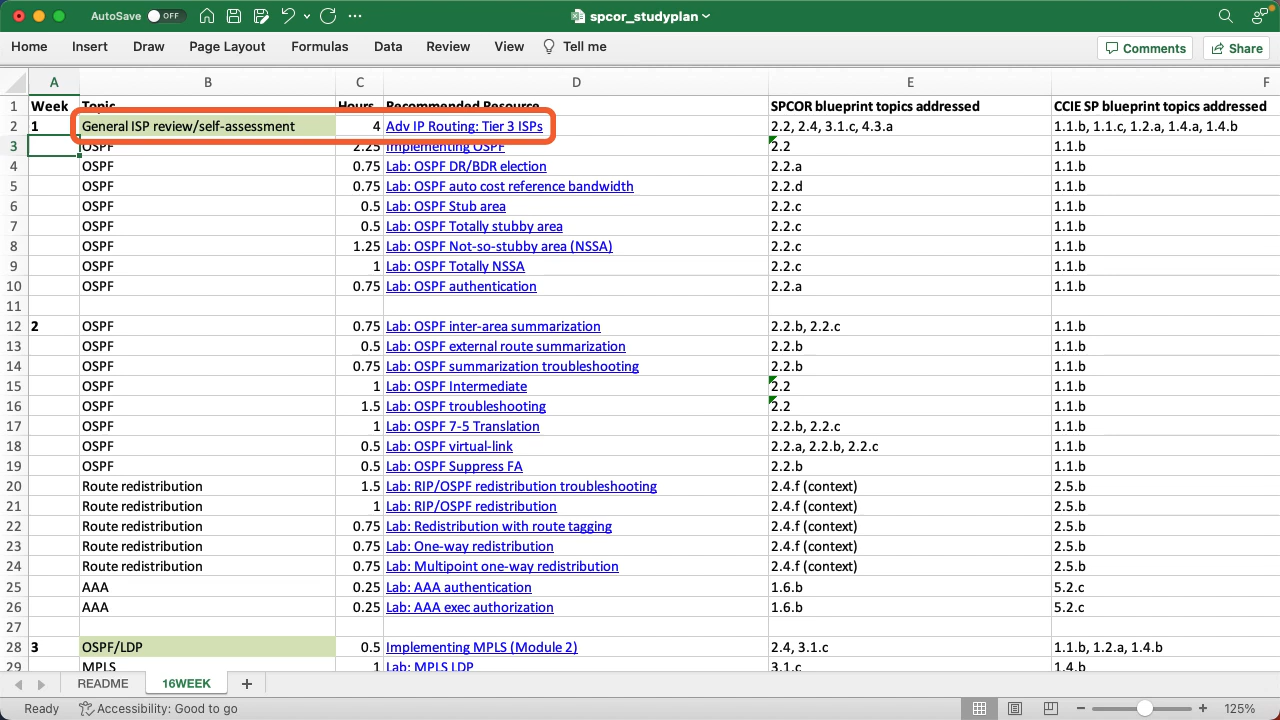 AutoSave OFF spcor_studyplan
Home Insert Draw Page Layout Formulas Data Review View Tell me Comments Share
A B C D E F
1 Week Topic Hours Recommended Resource SPCOR blueprint topics addressed CCIE SP blueprint topics addressed
2 1 General ISP review/self-assessment 4 Adv IP Routing: Tier 3 ISPs 2.2, 2.4, 3.1.c, 4.3.a 1.1.b, 1.1.c, 1.2.a, 1.4.a, 1.4.b
3 OSPF 2.25 Implementing OSPF 2.2 1.1.b
4 OSPF 0.75 Lab: OSPF DR/BDR election 2.2.a 1.1.b
5 OSPF 0.75 Lab: OSPF auto cost reference bandwidth 2.2.d 1.1.b
6 OSPF 0.5 Lab: OSPF Stub area 2.2.c 1.1.b
7 OSPF 0.5 Lab: OSPF Totally stubby area 2.2.c 1.1.b
8 OSPF 1.25 Lab: OSPF Not-so-stubby area (NSSA) 2.2.c 1.1.b
9 OSPF 1 Lab: OSPF Totally NSSA 2.2.c 1.1.b
10 OSPF 0.75 Lab: OSPF authentication 2.2.a 1.1.b
11
12 2 OSPF 0.75 Lab: OSPF inter-area summarization 2.2.b, 2.2.c 1.1.b
13 OSPF 0.5 Lab: OSPF external route summarization 2.2.b 1.1.b
14 OSPF 0.75 Lab: OSPF summarization troubleshooting 2.2.b 1.1.b
15 OSPF 1 Lab: OSPF Intermediate 2.2 1.1.b
16 OSPF 1.5 Lab: OSPF troubleshooting 2.2 1.1.b
17 OSPF 1 Lab: OSPF 7-5 Translation 2.2.b, 2.2.c 1.1.b
18 OSPF 0.5 Lab: OSPF virtual-link 2.2.a, 2.2.b, 2.2.c 1.1.b
19 OSPF 0.5 Lab: OSPF Suppress FA 2.2.b 1.1.b
20 Route redistribution 1.5 Lab: RIP/OSPF redistribution troubleshooting 2.4.f (context) 2.5.b
21 Route redistribution 1 Lab: RIP/OSPF redistribution 2.4.f (context) 2.5.b
22 Route redistribution 0.75 Lab: Redistribution with route tagging 2.4.f (context) 2.5.b
23 Route redistribution 0.75 Lab: One-way redistribution 2.4.f (context) 2.5.b
24 Route redistribution 0.75 Lab: Multipoint one-way redistribution 2.4.f (context) 2.5.b
25 AAA 0.25 Lab: AAA authentication 1.6.b 5.2.c
26 AAA 0.25 Lab: AAA exec authorization 1.6.b 5.2.c
27
28 3 OSPF/LDP 0.5 Implementing MPLS (Module 2) 2.4, 3.1.c 1.1.b, 1.2.a, 1.4.b
29 MPLS 1 Lab: MPLS LDP 3.1.c 1.4.b
README 16WEEK
Ready Accessibility: Good to go 125%